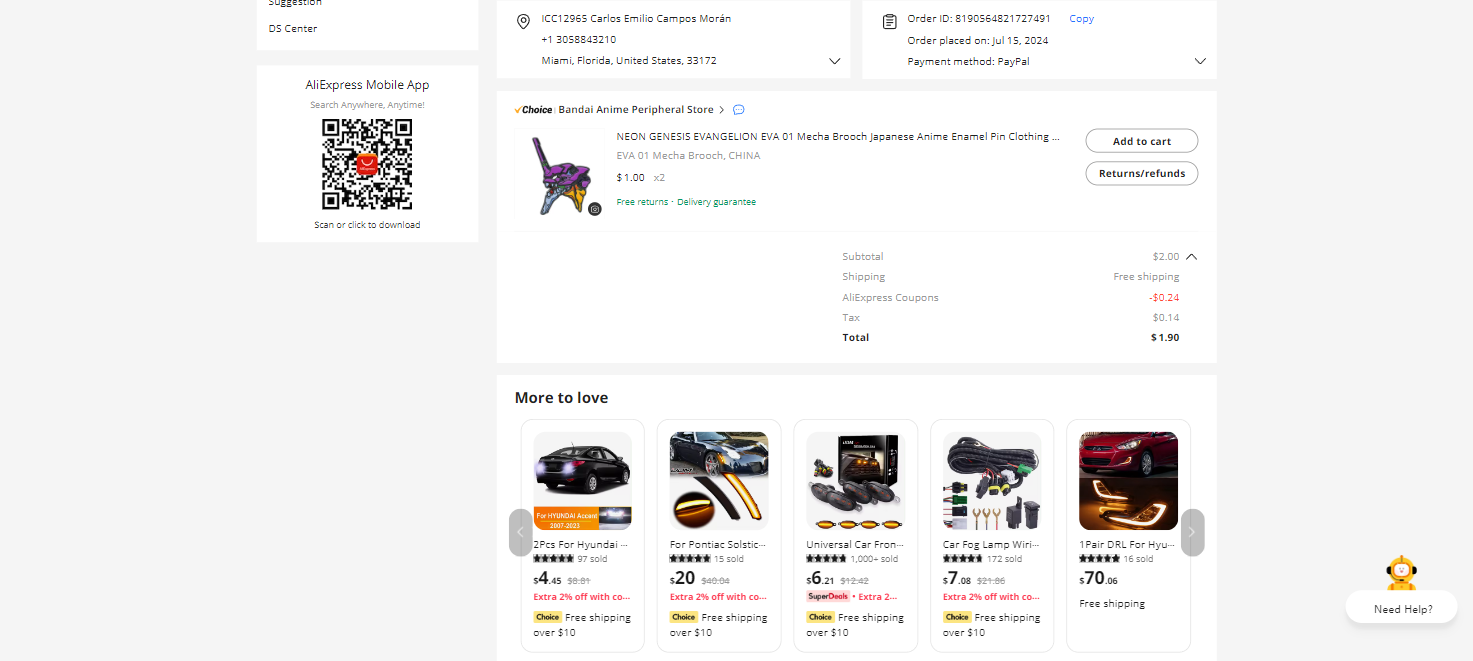 Suggestion
DS Center
AliExpress Mobile App
Search Anywhere, Anytime!
Scan or click to download
ICC12965 Carlos Emilio Campos Morán
+1 3058843210
Miami, Florida, United States, 33172
Order ID: 8190564821727491 Copy
Order placed on: Jul 15, 2024
Payment method: PayPal
Choice Bandai Anime Peripheral Store
NEON GENESIS EVANGELION EVA 01 Mecha Brooch Japanese Anime Enamel Pin Clothing ...
EVA 01 Mecha Brooch, CHINA
$1.00 x2
Free returns · Delivery guarantee
Add to cart
Returns/refunds
Subtotal $2.00
Shipping Free shipping
AliExpress Coupons -$0.24
Tax $0.14
Total $1.90
More to love
For HYUNDAI Accent
2007-2023
2Pcs For Hyundai ...
97 sold
$4.45 $8.81
Extra 2% off with co...
Choice Free shipping
over $10
For Pontiac Solstic...
15 sold
$20 $40.04
Extra 2% off with co...
Choice Free shipping
over $10
Universal Car Fron...
1,000+ sold
$6.21 $12.42
SuperDeals • Extra 2...
Choice Free shipping
over $10
Car Fog Lamp Wiri...
172 sold
$7.08 $21.86
Extra 2% off with co...
Choice Free shipping
over $10
1Pair DRL For Hyu...
16 sold
$70.06
Free shipping
Need Help?